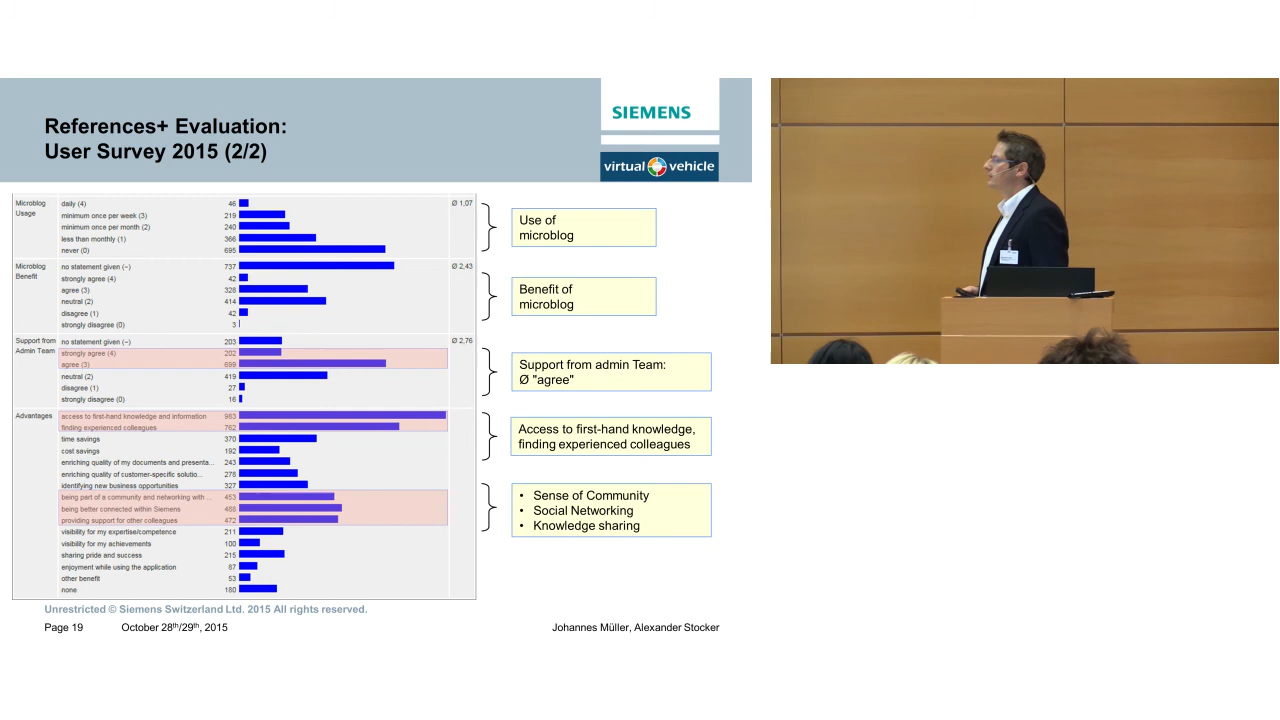 References+ Evaluation:
User Survey 2015 (2/2)
SIEMENS
virtual vehicle
Microblog Usage
daily (4) 46 Ø 1,07
minimum once per week (3) 219
minimum once per month (2) 240
less than monthly (1) 366
never (0) 695
Microblog Benefit
no statement given (–) 737 Ø 2,43
strongly agree (4) 42
agree (3) 328
neutral (2) 414
disagree (1) 42
strongly disagree (0) 3
Support from Admin Team
no statement given (–) 203 Ø 2,76
strongly agree (4) 202
agree (3) 699
neutral (2) 419
disagree (1) 27
strongly disagree (0) 16
Advantages
access to first-hand knowledge and information 983
finding experienced colleagues 762
time savings 370
cost savings 192
enriching quality of my documents and presenta... 243
enriching quality of customer-specific solutio... 278
identifying new business opportunities 327
being part of a community and networking with ... 453
being better connected within Siemens 488
providing support for other colleagues 472
visibility for my expertise/competence 211
visibility for my achievements 100
sharing pride and success 215
enjoyment while using the application 87
other benefit 53
none 180
Use of
microblog
Benefit of
microblog
Support from admin Team:
Ø "agree"
Access to first-hand knowledge,
finding experienced colleagues
• Sense of Community
• Social Networking
• Knowledge sharing
Unrestricted © Siemens Switzerland Ltd. 2015 All rights reserved.
Page 19 October 28th/29th, 2015 Johannes Müller, Alexander Stocker